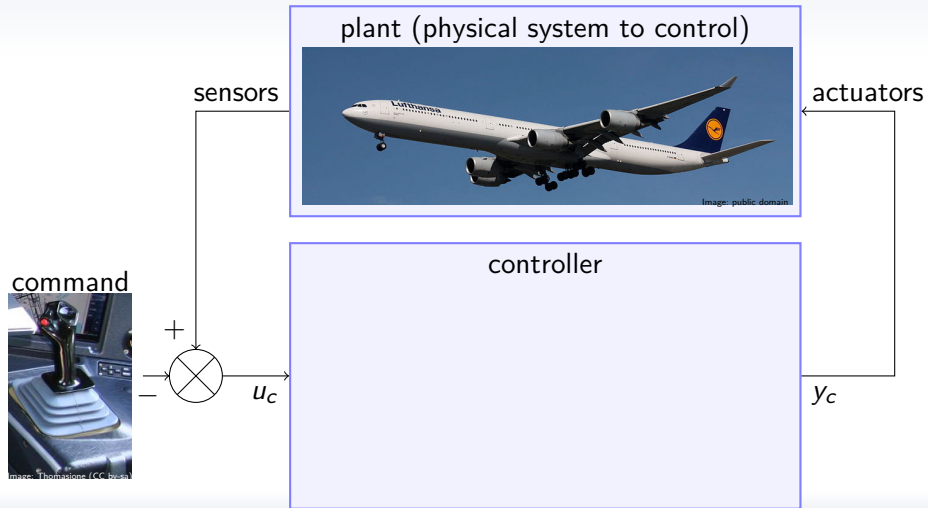 plant (physical system to control)
sensors
actuators
Lufthansa
Image: public domain
controller
command
+
−
u_c
y_c
Image: Thomasione (CC by-sa)